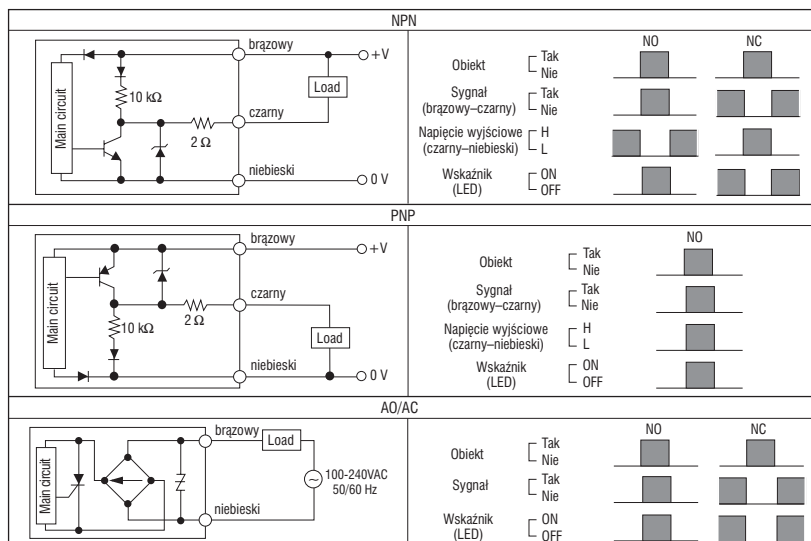 NPN
brązowy
+V
10 kΩ
Load
Main circuit
czarny
2 Ω
niebieski
0 V
NO NC
Obiekt Tak
Nie
Sygnał Tak
(brązowy–czarny) Nie
Napięcie wyjściowe H
(czarny–niebieski) L
Wskaźnik ON
(LED) OFF
PNP
brązowy
+V
Main circuit
czarny
10 kΩ 2 Ω
Load
niebieski
0 V
NO
Obiekt Tak
Nie
Sygnał Tak
(brązowy–czarny) Nie
Napięcie wyjściowe H
(czarny–niebieski) L
Wskaźnik ON
(LED) OFF
AO/AC
brązowy
Load
Main circuit
100-240VAC
50/60 Hz
niebieski
NO NC
Obiekt Tak
Nie
Sygnał Tak
Nie
Wskaźnik ON
(LED) OFF